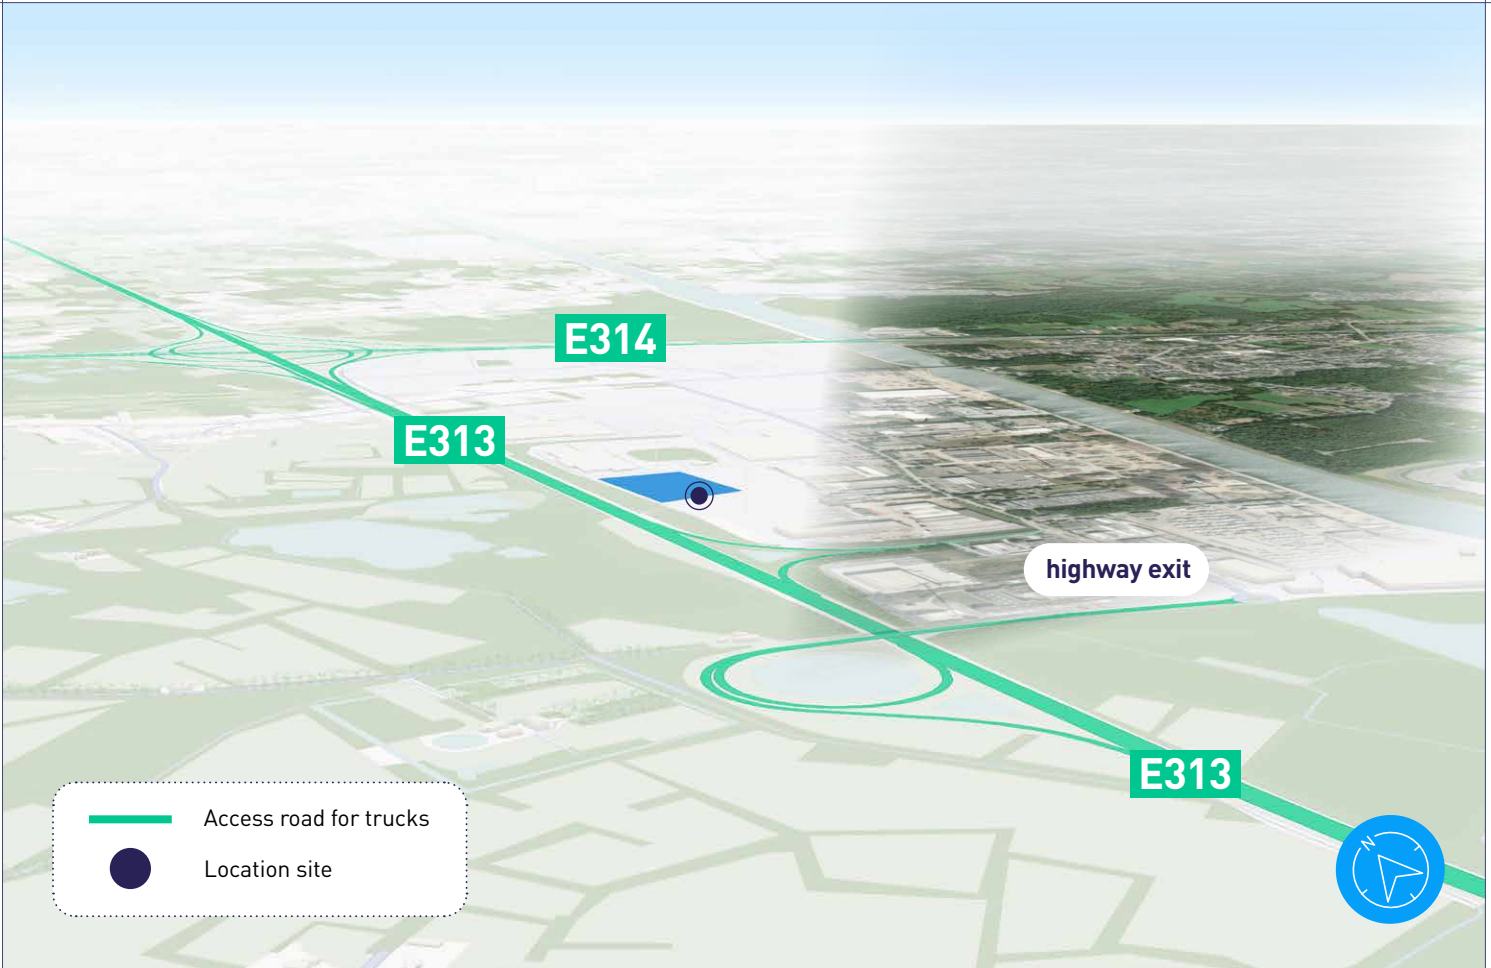 E314
E313
highway exit
E313
Access road for trucks
Location site
N